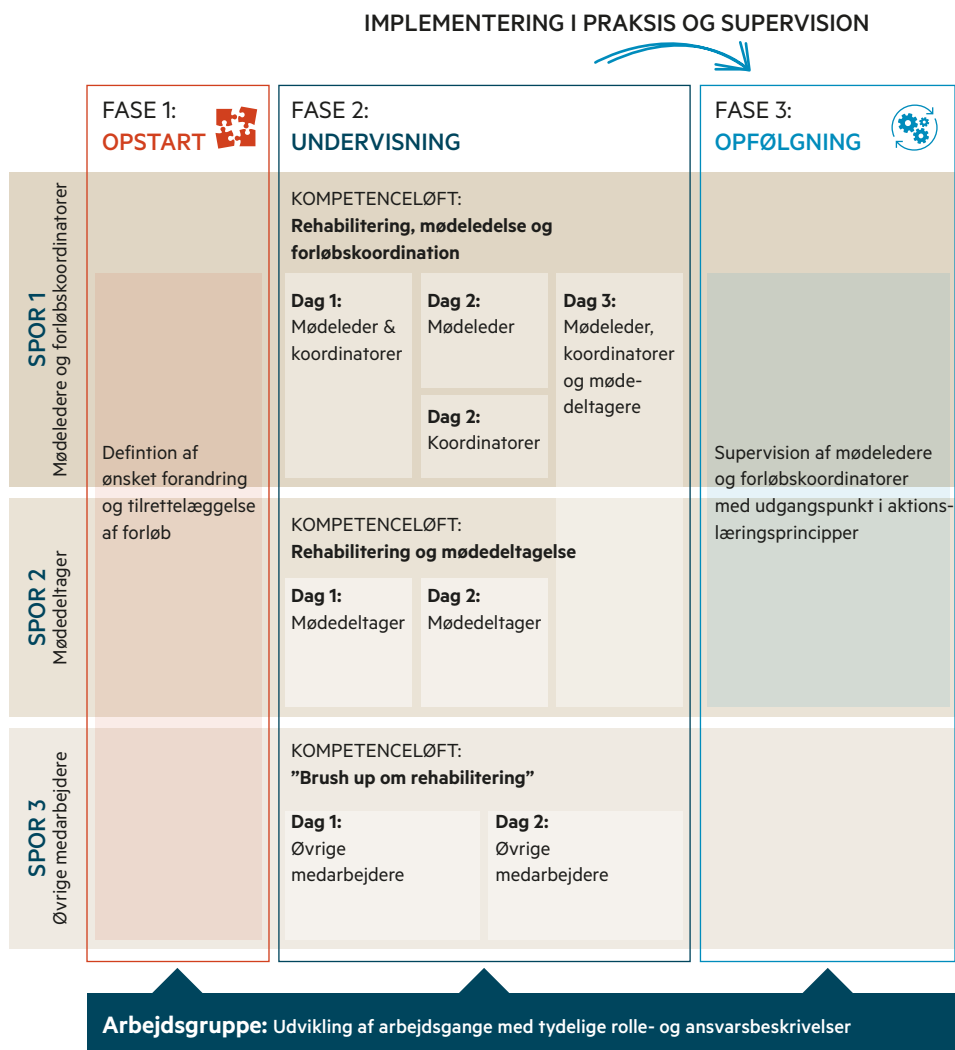 IMPLEMENTERING I PRAKSIS OG SUPERVISION
FASE 1:
OPSTART
FASE 2:
UNDERVISNING
FASE 3:
OPFØLGNING
SPOR 1
Mødeledere og forløbskoordinatorer
KOMPETENCELØFT:
Rehabilitering, mødeledelse og
forløbskoordination
Dag 1:
Mødeleder &
koordinatorer
Dag 2:
Mødeleder
Dag 2:
Koordinatorer
Dag 3:
Mødeleder,
koordinatorer
og møde-
deltagere
Defintion af
ønsket forandring
og tilrettelæggelse
af forløb
Supervision af mødeledere
og forløbskoordinatorer
med udgangspunkt i aktions-
læringsprincipper
SPOR 2
Mødedeltager
KOMPETENCELØFT:
Rehabilitering og mødedeltagelse
Dag 1:
Mødedeltager
Dag 2:
Mødedeltager
SPOR 3
Øvrige medarbejdere
KOMPETENCELØFT:
”Brush up om rehabilitering”
Dag 1:
Øvrige
medarbejdere
Dag 2:
Øvrige
medarbejdere
Arbejdsgruppe: Udvikling af arbejdsgange med tydelige rolle- og ansvarsbeskrivelser